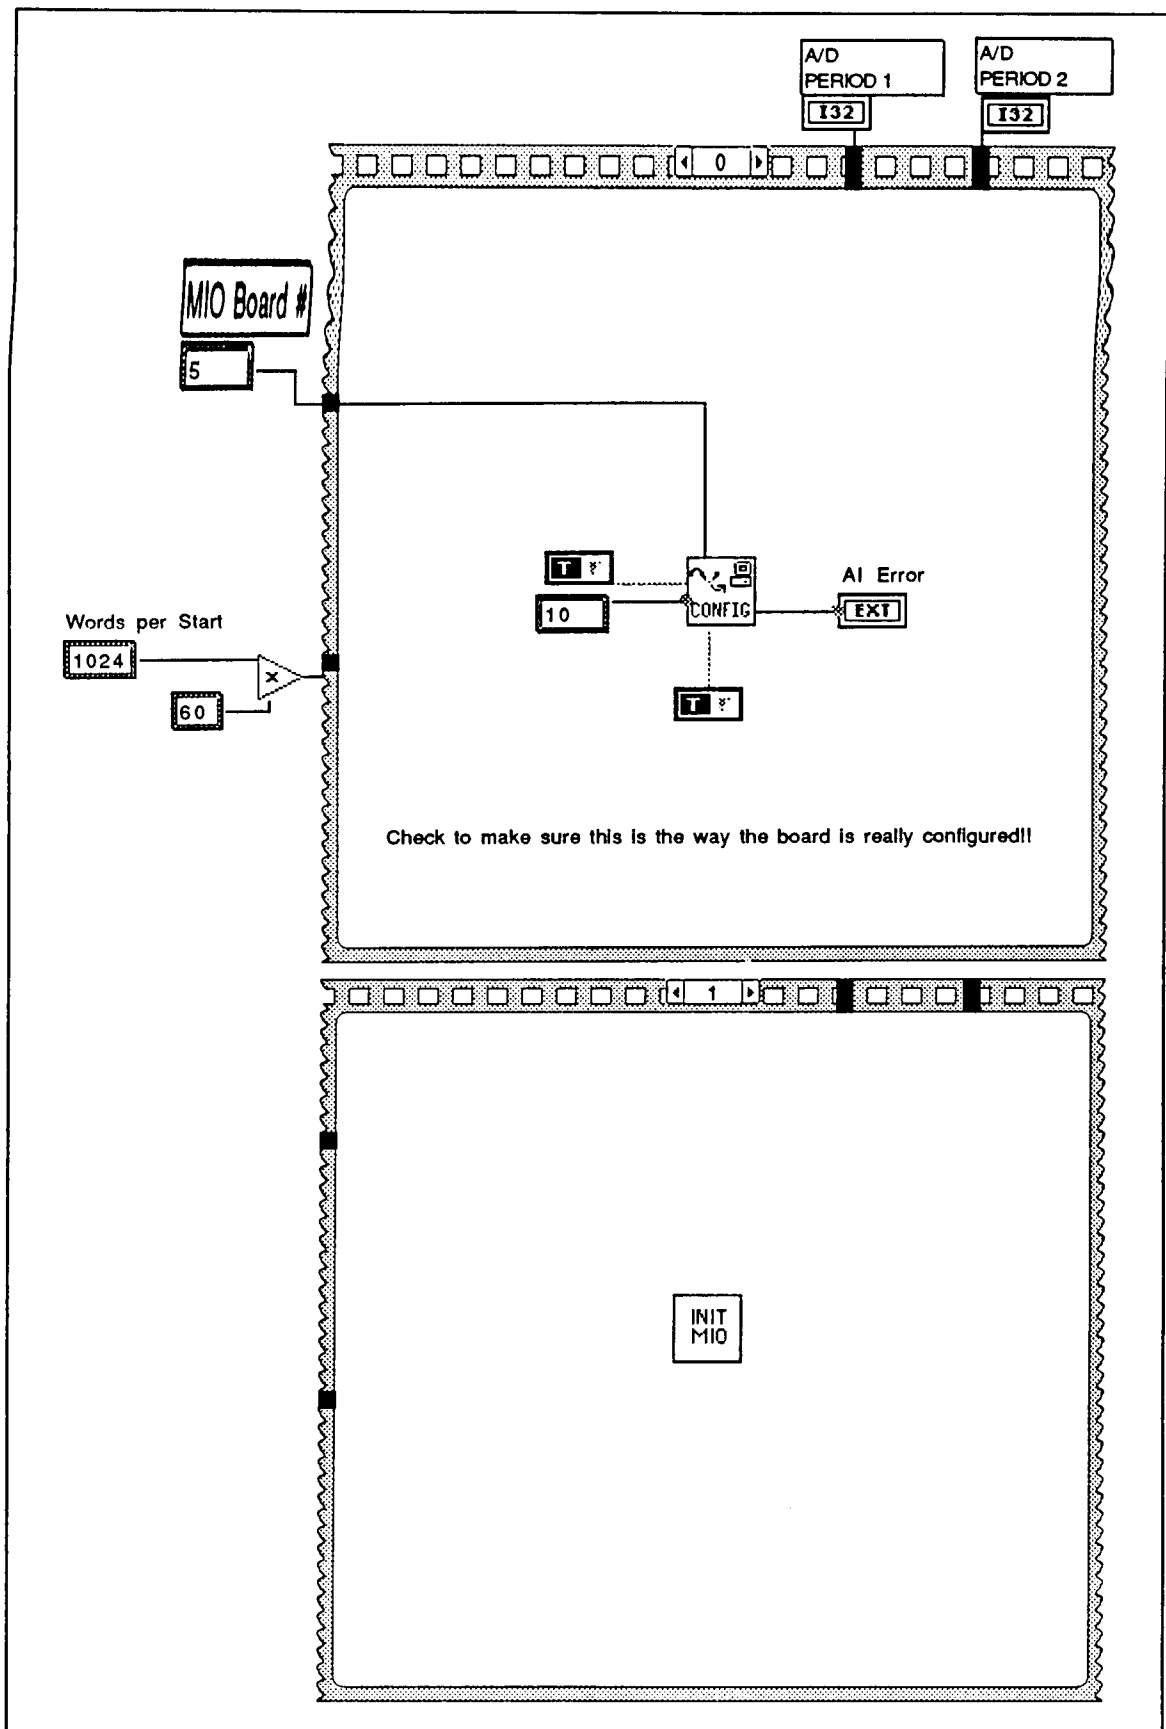 A/D
PERIOD 1
I32
A/D
PERIOD 2
I32
0
MIO Board #
5
T
10
CONFIG
AI Error
EXT
Words per Start
1024
x
60
T
Check to make sure this is the way the board is really configured!!
1
INIT
MIO